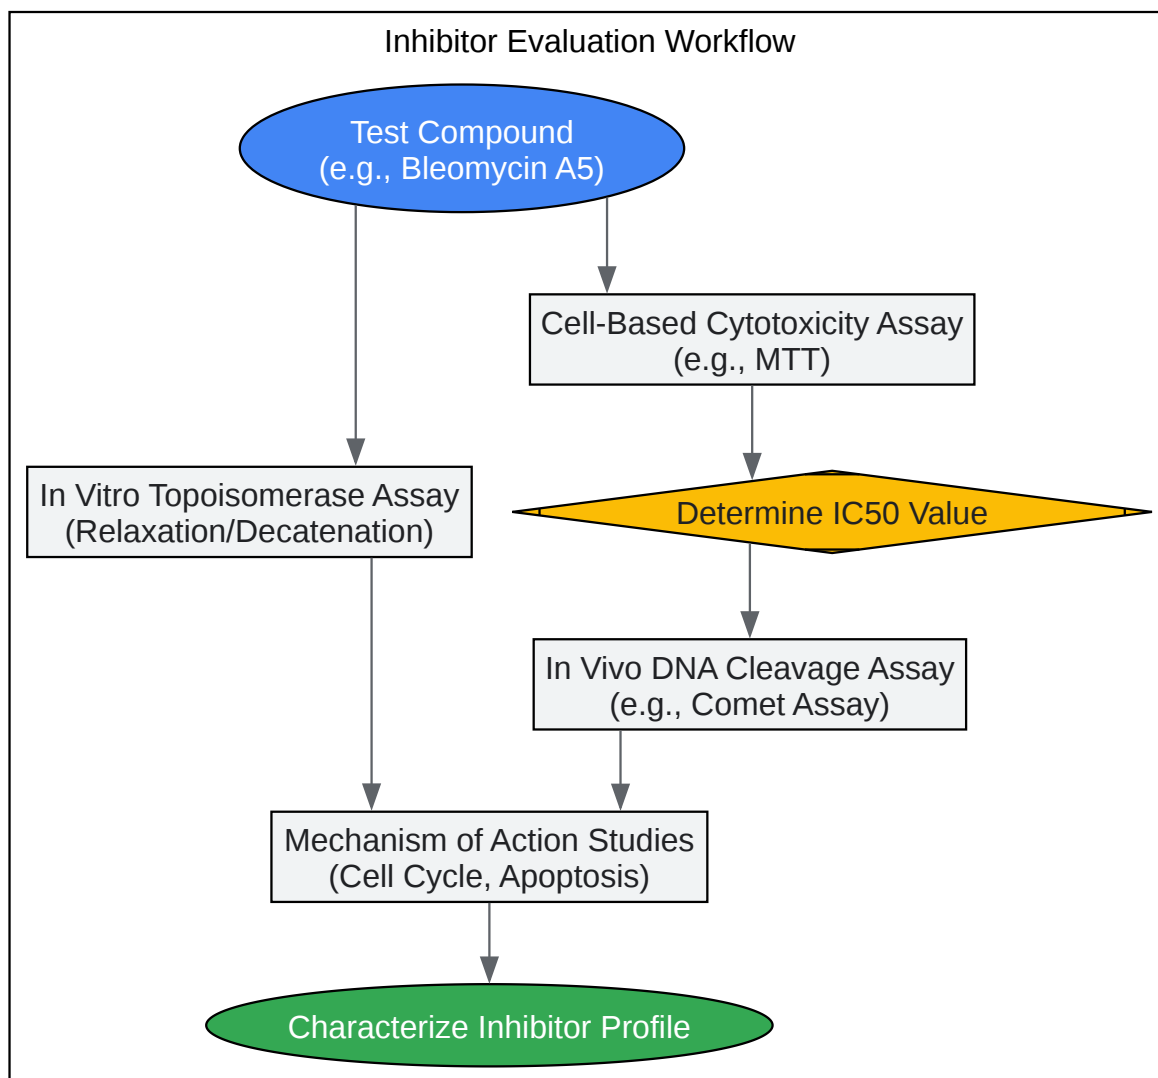 Inhibitor Evaluation Workflow
Test Compound
(e.g., Bleomycin A5)
Cell-Based Cytotoxicity Assay
(e.g., MTT)
In Vitro Topoisomerase Assay
(Relaxation/Decatenation)
Determine IC50 Value
In Vivo DNA Cleavage Assay
(e.g., Comet Assay)
Mechanism of Action Studies
(Cell Cycle, Apoptosis)
Characterize Inhibitor Profile